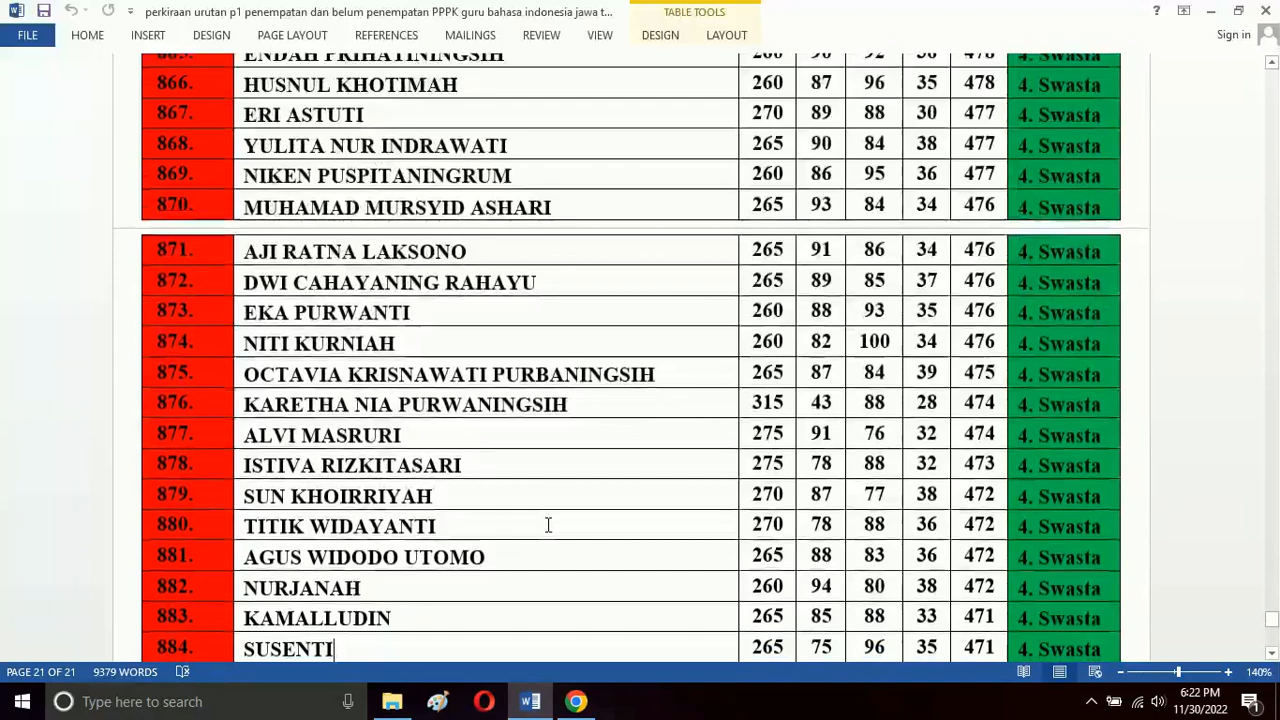 perkiraan urutan p1 penempatan dan belum penempatan PPPK guru bahasa indonesia jawa t...
TABLE TOOLS
?
FILE HOME INSERT DESIGN PAGE LAYOUT REFERENCES MAILINGS REVIEW VIEW DESIGN LAYOUT Sign in
ENDAH PRIHATININGSIH 478 4. Swasta
866. HUSNUL KHOTIMAH 260 87 96 35 478 4. Swasta
867. ERI ASTUTI 270 89 88 30 477 4. Swasta
868. YULITA NUR INDRAWATI 265 90 84 38 477 4. Swasta
869. NIKEN PUSPITANINGRUM 260 86 95 36 477 4. Swasta
870. MUHAMAD MURSYID ASHARI 265 93 84 34 476 4. Swasta
871. AJI RATNA LAKSONO 265 91 86 34 476 4. Swasta
872. DWI CAHAYANING RAHAYU 265 89 85 37 476 4. Swasta
873. EKA PURWANTI 260 88 93 35 476 4. Swasta
874. NITI KURNIAH 260 82 100 34 476 4. Swasta
875. OCTAVIA KRISNAWATI PURBANINGSIH 265 87 84 39 475 4. Swasta
876. KARETHA NIA PURWANINGSIH 315 43 88 28 474 4. Swasta
877. ALVI MASRURI 275 91 76 32 474 4. Swasta
878. ISTIVA RIZKITASARI 275 78 88 32 473 4. Swasta
879. SUN KHOIRRIYAH 270 87 77 38 472 4. Swasta
880. TITIK WIDAYANTI 270 78 88 36 472 4. Swasta
881. AGUS WIDODO UTOMO 265 88 83 36 472 4. Swasta
882. NURJANAH 260 94 80 38 472 4. Swasta
883. KAMALLUDIN 265 85 88 33 471 4. Swasta
884. SUSENTI 265 75 96 35 471 4. Swasta
PAGE 21 OF 21 9379 WORDS 140%
Type here to search
6:22 PM
11/30/2022